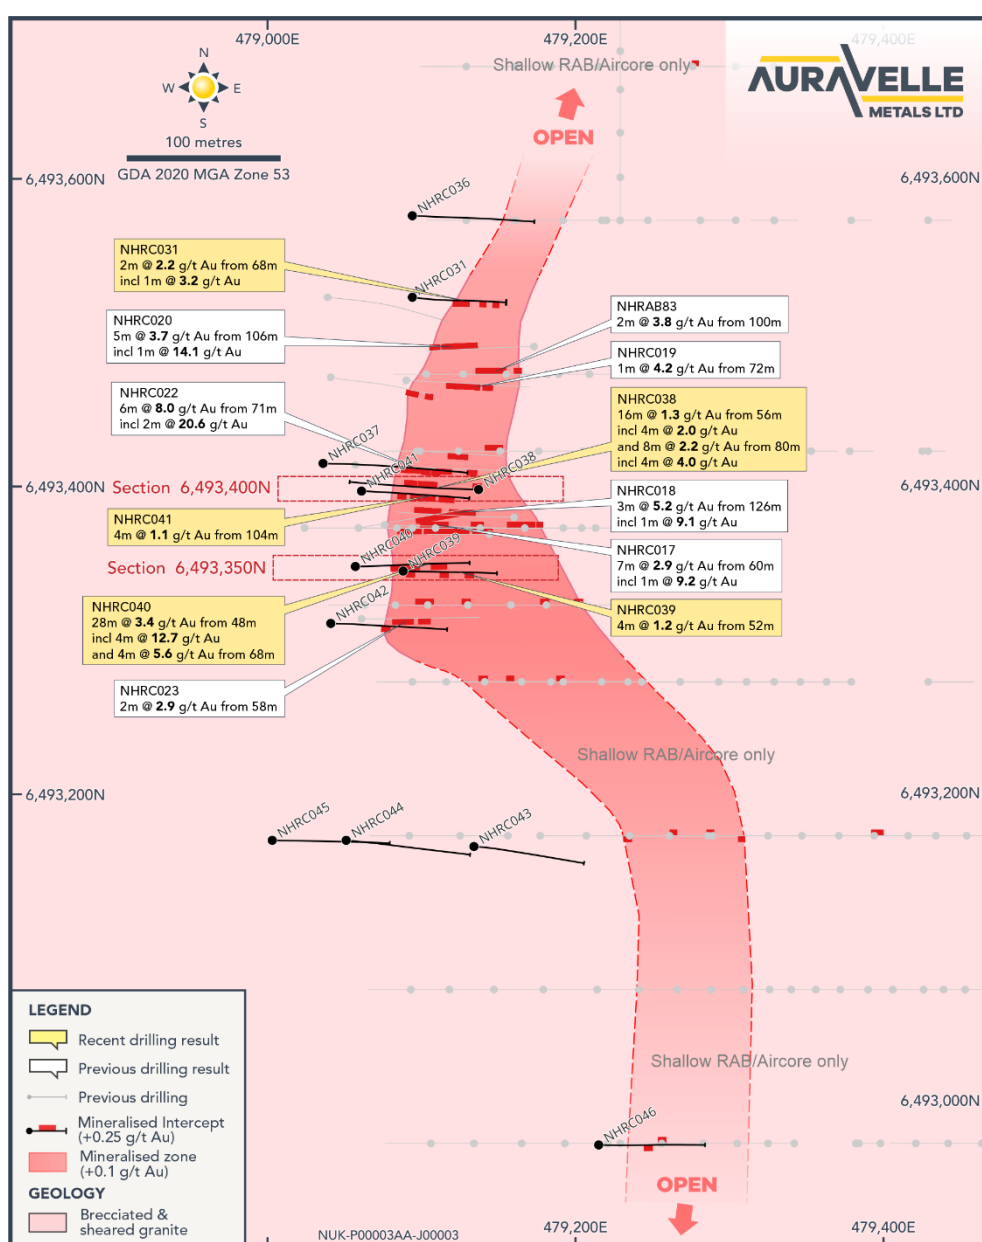 479,000E
479,200E
479,400E
AURAVELLE
METALS LTD
N
W
E
S
100 metres
GDA 2020 MGA Zone 53
Shallow RAB/Aircore only
OPEN
6,493,600N
6,493,600N
NHRC036
NHRC031
2m @ 2.2 g/t Au from 68m
incl 1m @ 3.2 g/t Au
NHRC031
NHRC020
5m @ 3.7 g/t Au from 106m
incl 1m @ 14.1 g/t Au
NHRAB83
2m @ 3.8 g/t Au from 100m
NHRC019
1m @ 4.2 g/t Au from 72m
NHRC022
6m @ 8.0 g/t Au from 71m
incl 2m @ 20.6 g/t Au
NHRC038
16m @ 1.3 g/t Au from 56m
incl 4m @ 2.0 g/t Au
and 8m @ 2.2 g/t Au from 80m
incl 4m @ 4.0 g/t Au
NHRC037
NHRC041
NHRC038
Section 6,493,400N
6,493,400N
6,493,400N
NHRC018
3m @ 5.2 g/t Au from 126m
incl 1m @ 9.1 g/t Au
NHRC041
4m @ 1.1 g/t Au from 104m
NHRC017
7m @ 2.9 g/t Au from 60m
incl 1m @ 9.2 g/t Au
NHRC040
NHRC039
Section 6,493,350N
NHRC042
NHRC040
28m @ 3.4 g/t Au from 48m
incl 4m @ 12.7 g/t Au
and 4m @ 5.6 g/t Au from 68m
NHRC039
4m @ 1.2 g/t Au from 52m
NHRC023
2m @ 2.9 g/t Au from 58m
Shallow RAB/Aircore only
6,493,200N
6,493,200N
NHRC045
NHRC044
NHRC043
Shallow RAB/Aircore only
6,493,000N
NHRC046
OPEN
LEGEND
Recent drilling result
Previous drilling result
Previous drilling
Mineralised Intercept
(+0.25 g/t Au)
Mineralised zone
(+0.1 g/t Au)
GEOLOGY
Brecciated &
sheared granite
NUK-P00003AA-J00003
479,200E
479,400E